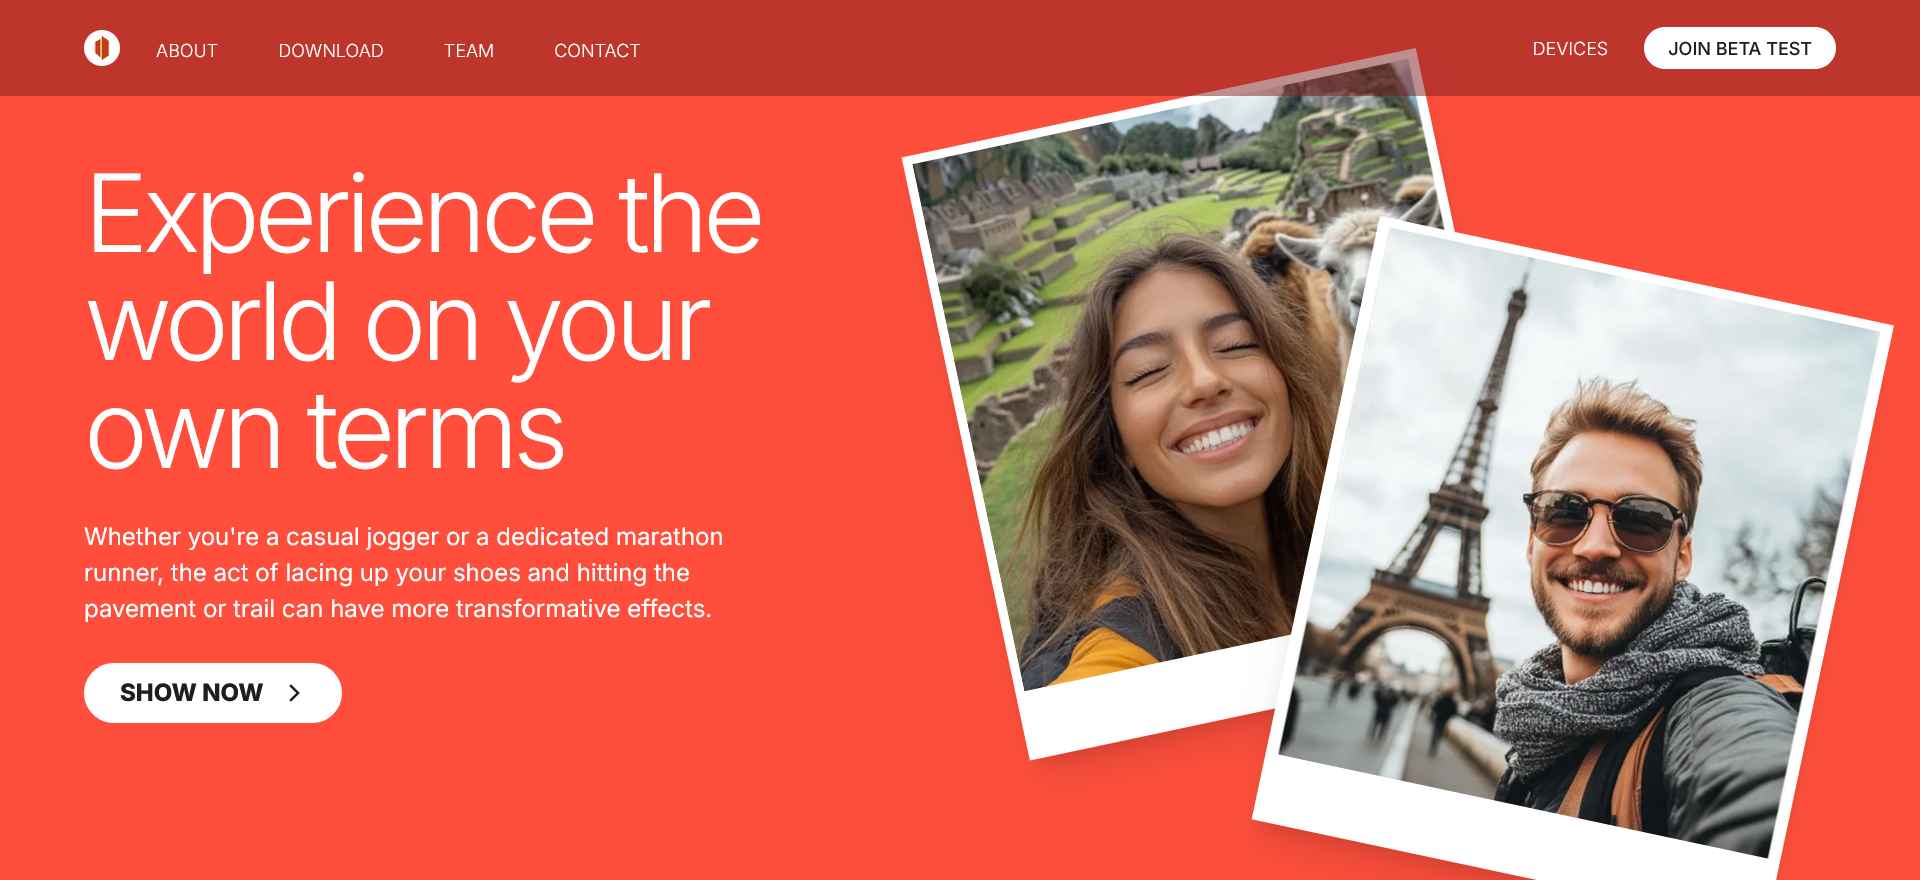 ABOUT
DOWNLOAD
TEAM
CONTACT
DEVICES
JOIN BETA TEST
Experience the
world on your
own terms
Whether you're a casual jogger or a dedicated marathon
runner, the act of lacing up your shoes and hitting the
pavement or trail can have more transformative effects.
SHOW NOW